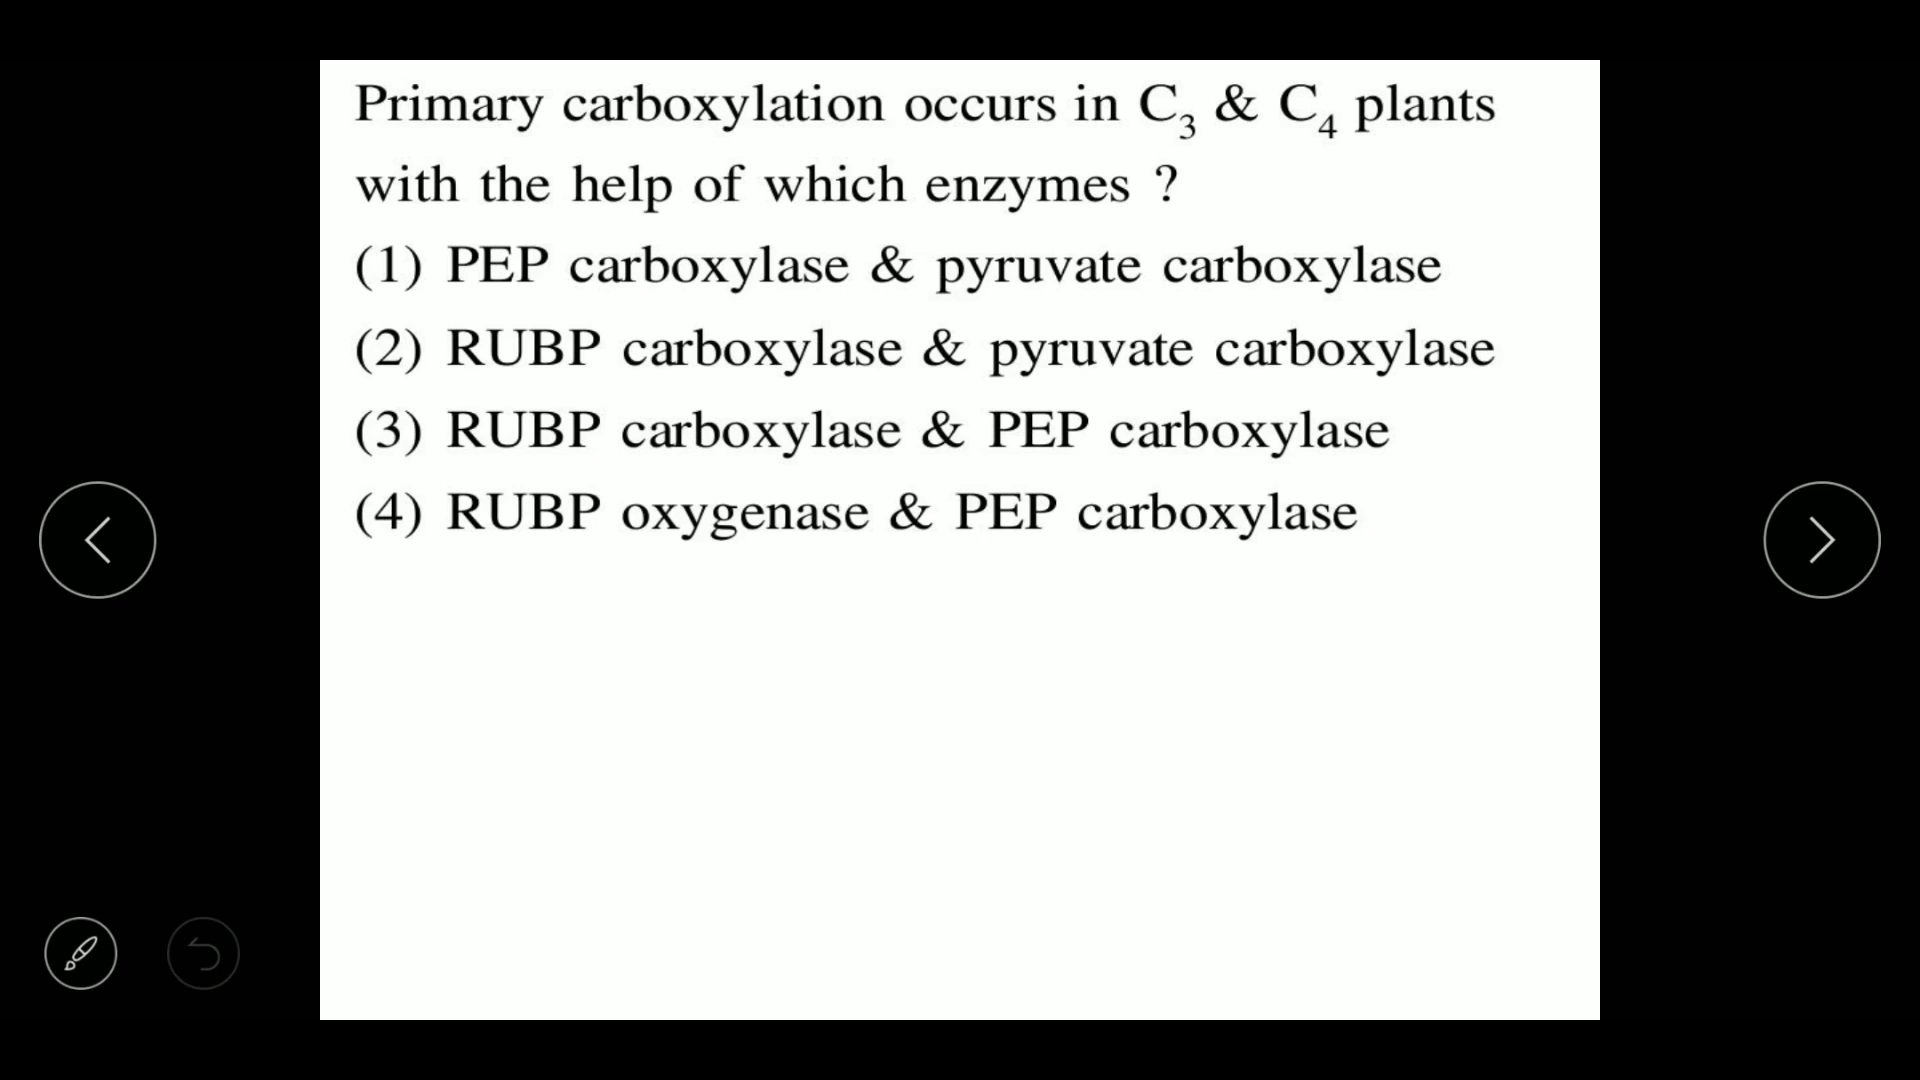 Primary carboxylation occurs in C₃ & C₄ plants
with the help of which enzymes ?
(1) PEP carboxylase & pyruvate carboxylase
(2) RUBP carboxylase & pyruvate carboxylase
(3) RUBP carboxylase & PEP carboxylase
(4) RUBP oxygenase & PEP carboxylase